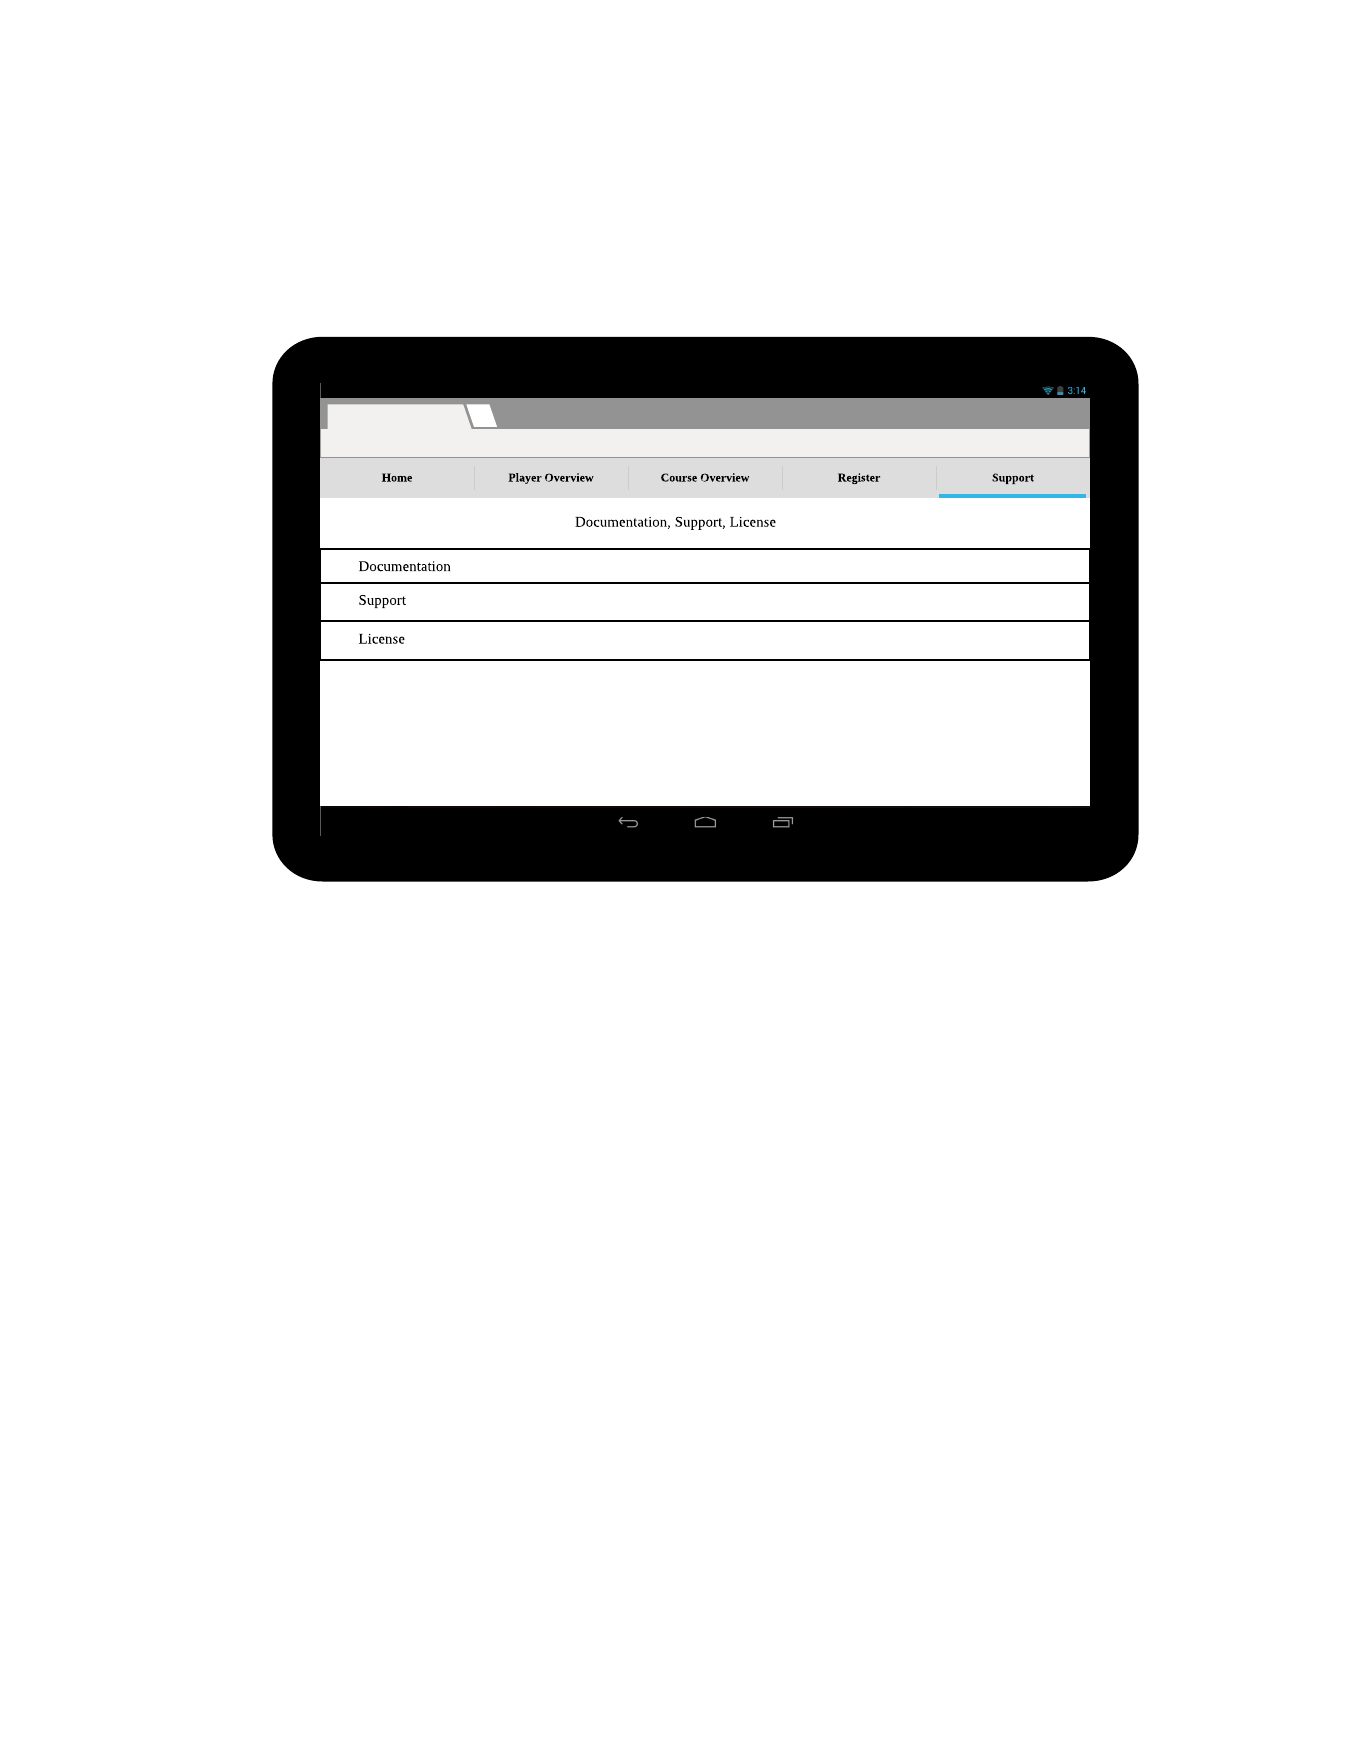 3:14
Home Player Overview Course Overview Register Support
Documentation, Support, License
Documentation
Support
License